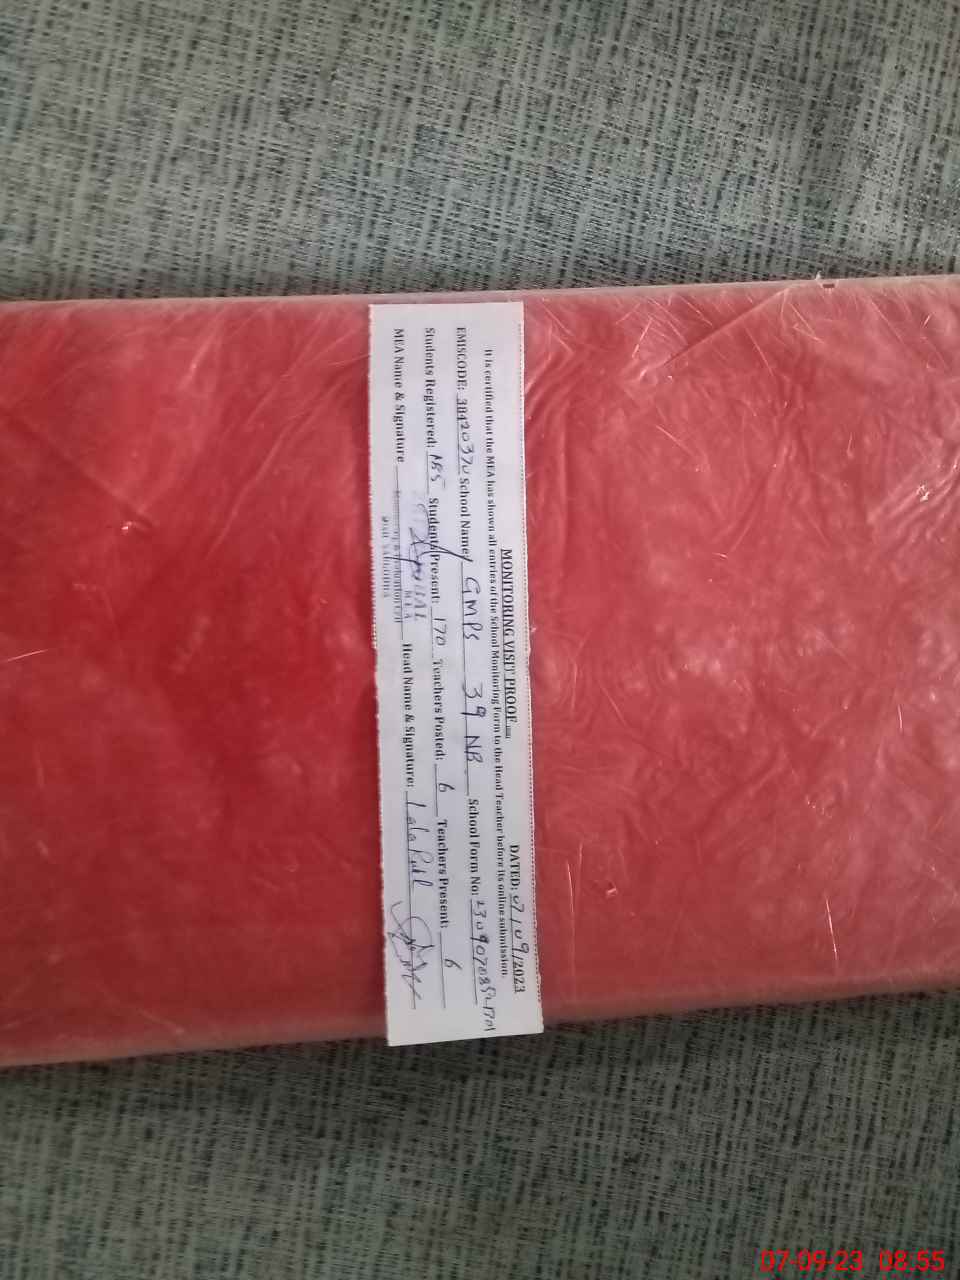 MONITORING VISIT PROOF
DATED: 07/09/2023
It is certified that the MEA has shown all entries of the School Monitoring Form to the Head Teacher before its online submission.
EMISCODE: 38420370 School Name: GMPS 39 NB School Form No:
Students Registered: Students Present: 170 Teachers Posted: 6 Teachers Present: 6
MEA Name & Signature Head Name & Signature:
M.E.A
Monitoring & Evaluation
07-09-23 08.55